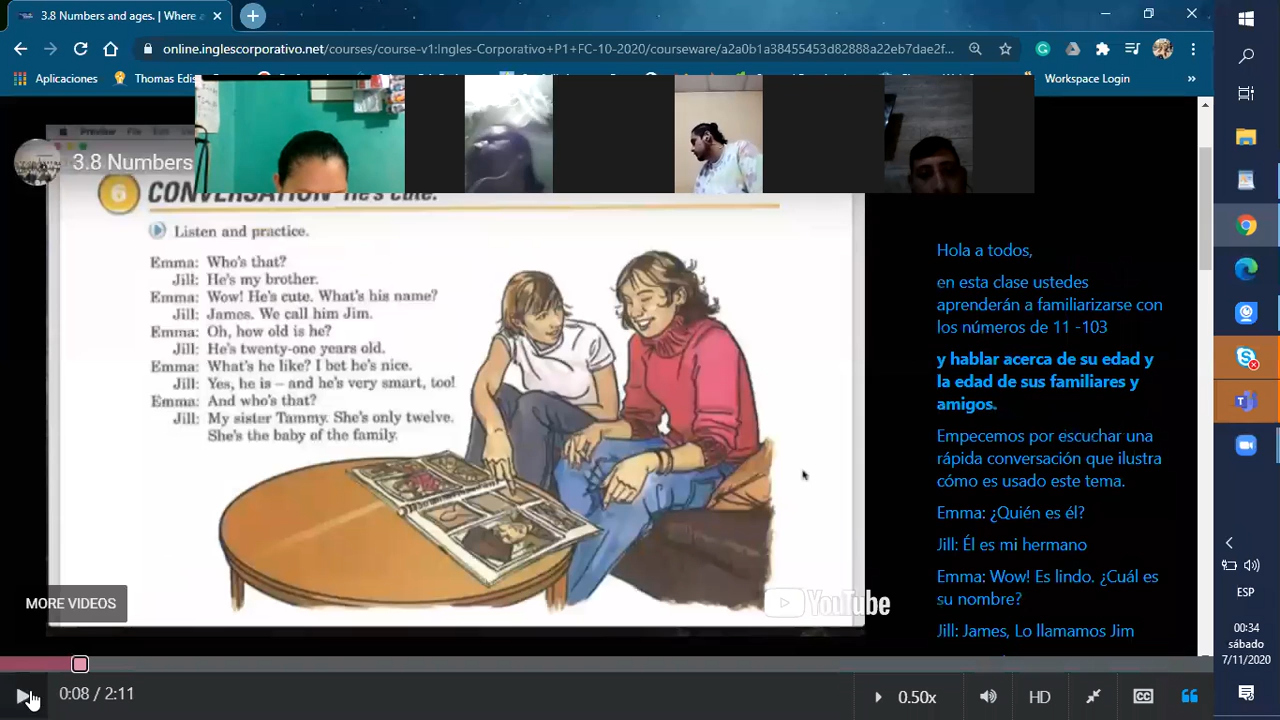 3.8 Numbers and ages. | Where
online.inglescorporativo.net/courses/course-v1:Ingles-Corporativo+P1+FC-10-2020/courseware/a2a0b1a38455453d82888a22eb7dae2f...
Aplicaciones
Thomas Edis
Workspace Login
»
Preview File
3.8 Numbers
6 CONVERSATION He's cute.
Listen and practice.
Emma: Who's that?
Jill: He's my brother.
Emma: Wow! He's cute. What's his name?
Jill: James. We call him Jim.
Emma: Oh, how old is he?
Jill: He's twenty-one years old.
Emma: What's he like? I bet he's nice.
Jill: Yes, he is – and he's very smart, too!
Emma: And who's that?
Jill: My sister Tammy. She's only twelve.
She's the baby of the family.
MORE VIDEOS
YouTube
Hola a todos,
en esta clase ustedes
aprenderán a familiarizarse con
los números de 11 -103
y hablar acerca de su edad y
la edad de sus familiares y
amigos.
Empecemos por escuchar una
rápida conversación que ilustra
cómo es usado este tema.
Emma: ¿Quién es él?
Jill: Él es mi hermano
Emma: Wow! Es lindo. ¿Cuál es
su nombre?
Jill: James, Lo llamamos Jim
0:08 / 2:11
0.50x
HD
CC
ESP
00:34
sábado
7/11/2020